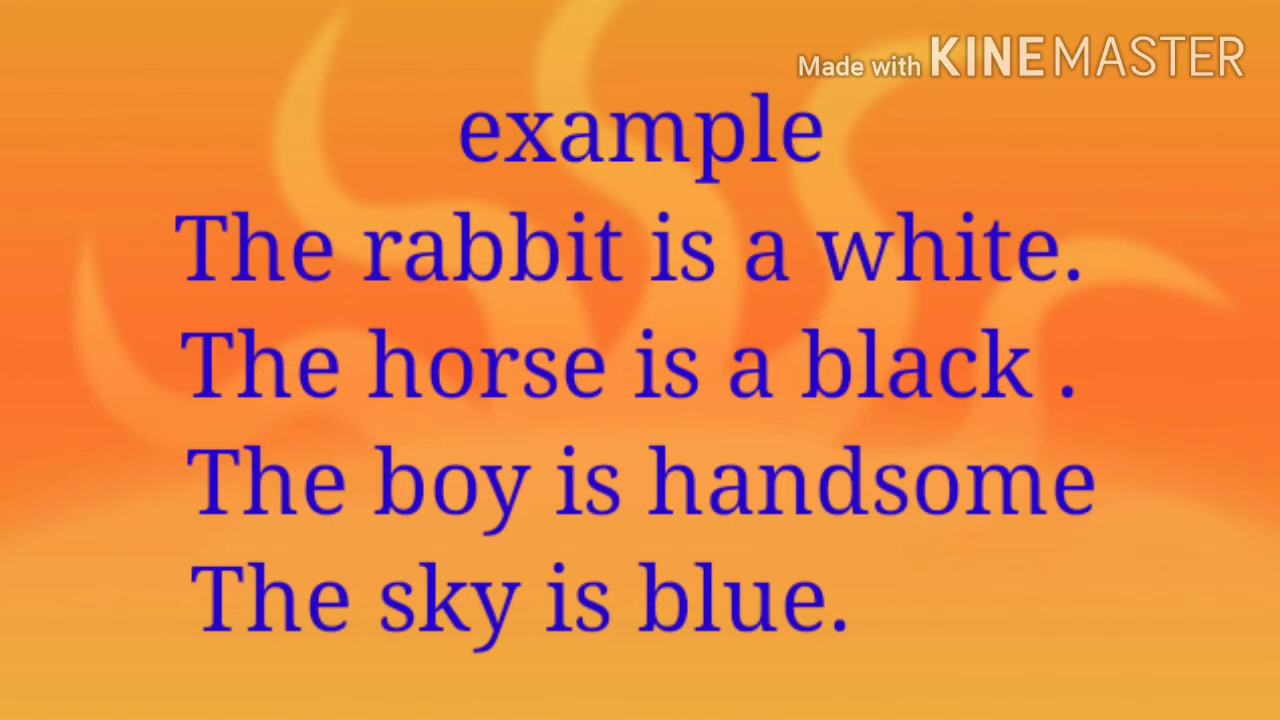 Made with KINEMASTER
example
The rabbit is a white.
The horse is a black .
The boy is handsome
The sky is blue.